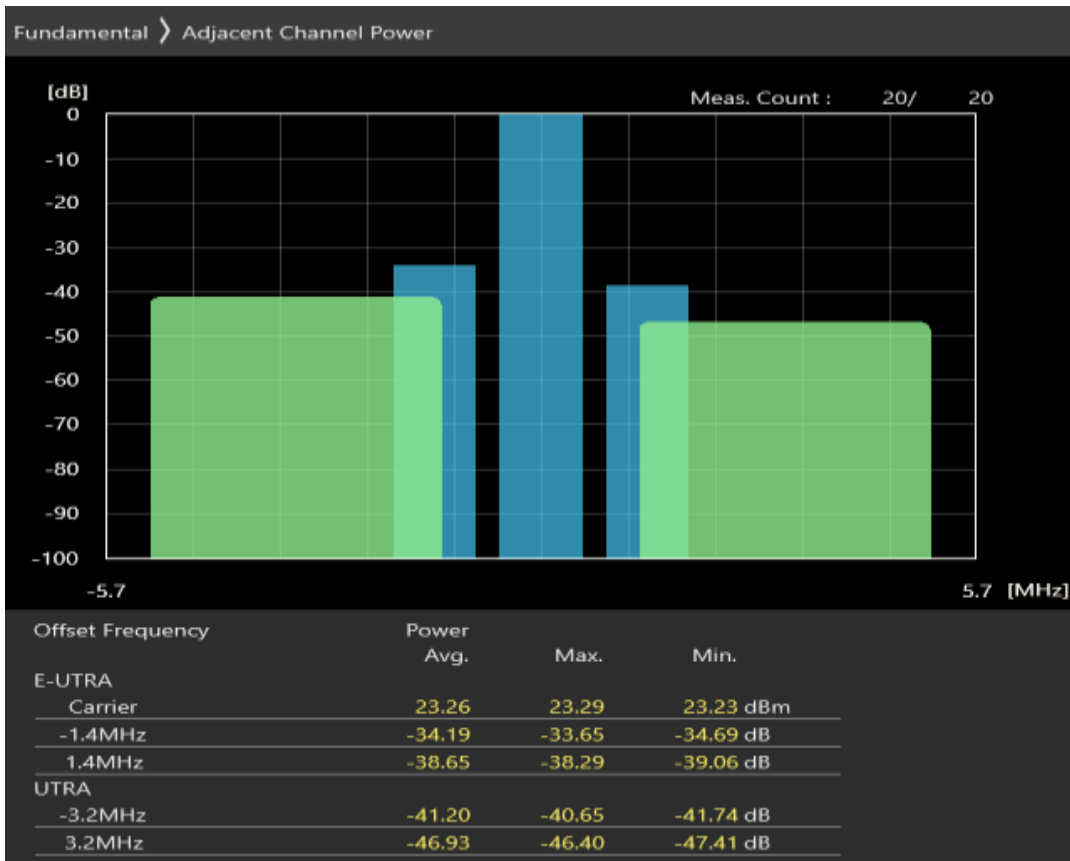 Fundamental 〉 Adjacent Channel Power
[dB]
Meas. Count : 20/ 20
0
-10
-20
-30
-40
-50
-60
-70
-80
-90
-100
-5.7 5.7 [MHz]
Offset Frequency Power
Avg. Max. Min.
E-UTRA
Carrier 23.26 23.29 23.23 dBm
-1.4MHz -34.19 -33.65 -34.69 dB
1.4MHz -38.65 -38.29 -39.06 dB
UTRA
-3.2MHz -41.20 -40.65 -41.74 dB
3.2MHz -46.93 -46.40 -47.41 dB